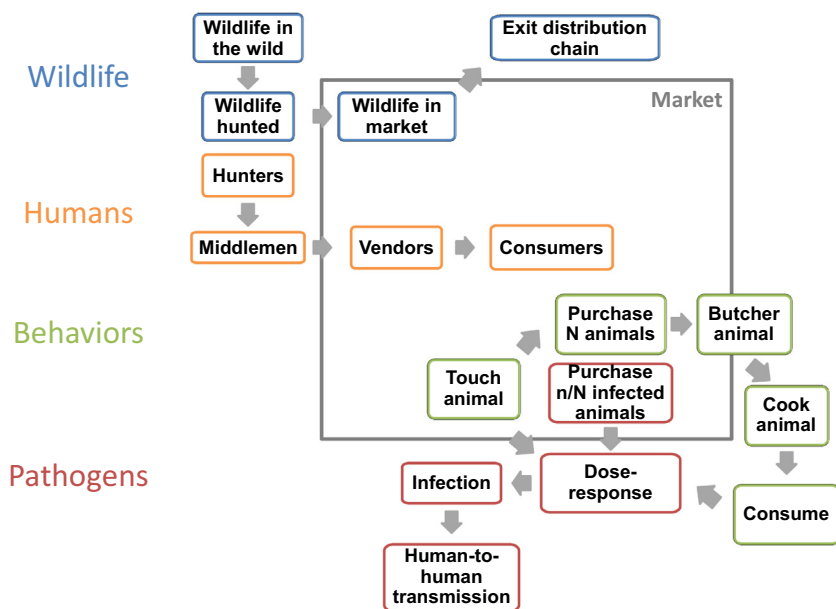 Wildlife in
the wild
Exit distribution
chain
Wildlife
Market
Wildlife
hunted
Wildlife in
market
Hunters
Humans
Middlemen
Vendors
Consumers
Behaviors
Purchase
N animals
Butcher
animal
Touch
animal
Purchase
n/N infected
animals
Cook
animal
Pathogens
Infection
Dose-
response
Consume
Human-to-
human
transmission